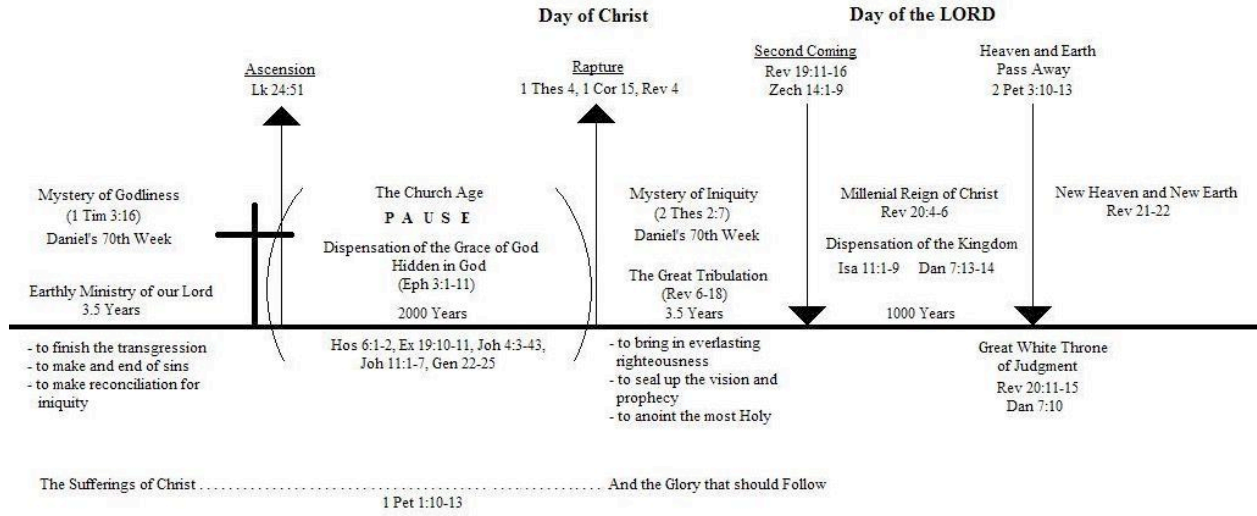 Day of Christ
Day of the LORD
Ascension
Lk 24:51
Rapture
1 Thes 4, 1 Cor 15, Rev 4
Second Coming
Rev 19:11-16
Zech 14:1-9
Heaven and Earth
Pass Away
2 Pet 3:10-13
Mystery of Godliness
(1 Tim 3:16)
Daniel's 70th Week
Earthly Ministry of our Lord
3.5 Years
The Church Age
P A U S E
Dispensation of the Grace of God
Hidden in God
(Eph 3:1-11)
2000 Years
Mystery of Iniquity
(2 Thes 2:7)
Daniel's 70th Week
The Great Tribulation
(Rev 6-18)
3.5 Years
Millenial Reign of Christ
Rev 20:4-6
Dispensation of the Kingdom
Isa 11:1-9 Dan 7:13-14
1000 Years
New Heaven and New Earth
Rev 21-22
- to finish the transgression
- to make and end of sins
- to make reconciliation for
iniquity
Hos 6:1-2, Ex 19:10-11, Joh 4:3-43,
Joh 11:1-7, Gen 22-25
- to bring in everlasting
righteousness
- to seal up the vision and
prophecy
- to anoint the most Holy
Great White Throne
of Judgment
Rev 20:11-15
Dan 7:10
The Sufferings of Christ . . . . . . . . . . . . . . . . . . . . . . . . . . . . . . . . . . . . . . . . . . . . . . . . And the Glory that should Follow
1 Pet 1:10-13